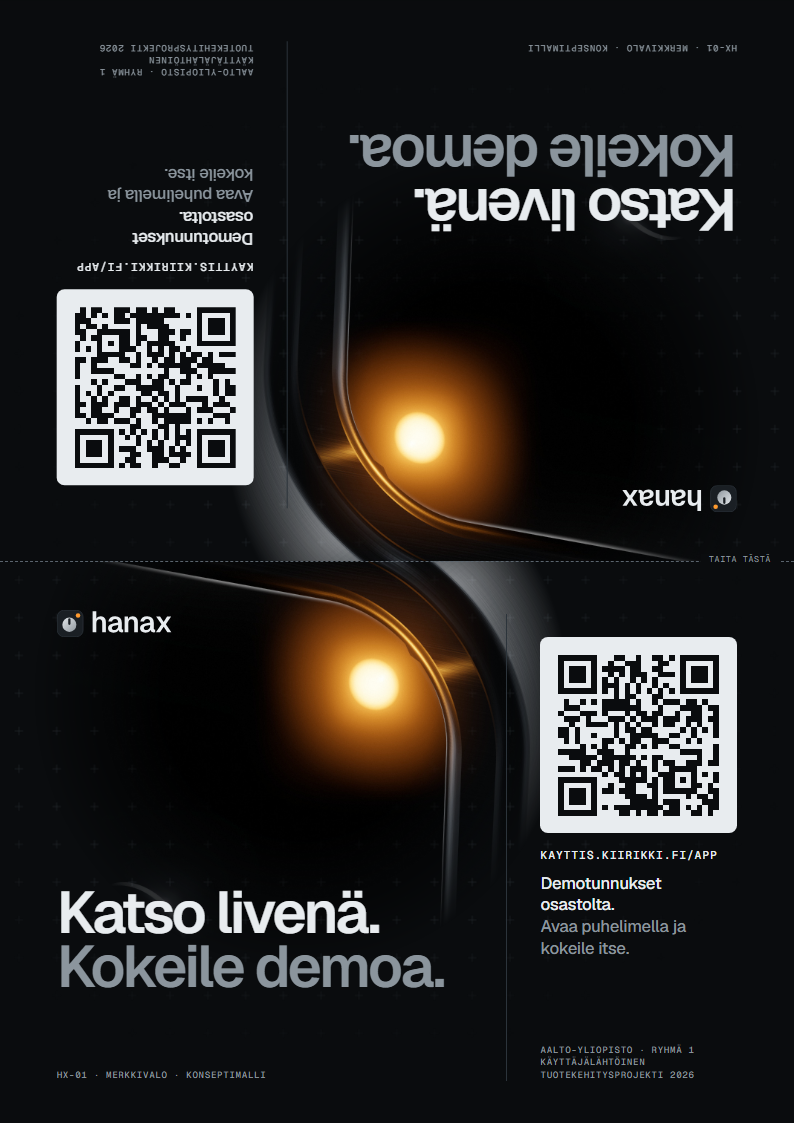 AALTO-YLIOPISTO · RYHMÄ 1
KÄYTTÄJÄLÄHTÖINEN
TUOTEKEHITYSPROJEKTI 2026
HX-01 · MERKKIVALO · KONSEPTIMALLI
Katso livenä.
Kokeile demoa.
KAYTTIS.KIIRIKKI.FI/APP
Demotunnukset
osastolta.
Avaa puhelimella ja
kokeile itse.
hanax
TAITA TÄSTÄ
hanax
KAYTTIS.KIIRIKKI.FI/APP
Demotunnukset
osastolta.
Avaa puhelimella ja
kokeile itse.
Katso livenä.
Kokeile demoa.
HX-01 · MERKKIVALO · KONSEPTIMALLI
AALTO-YLIOPISTO · RYHMÄ 1
KÄYTTÄJÄLÄHTÖINEN
TUOTEKEHITYSPROJEKTI 2026